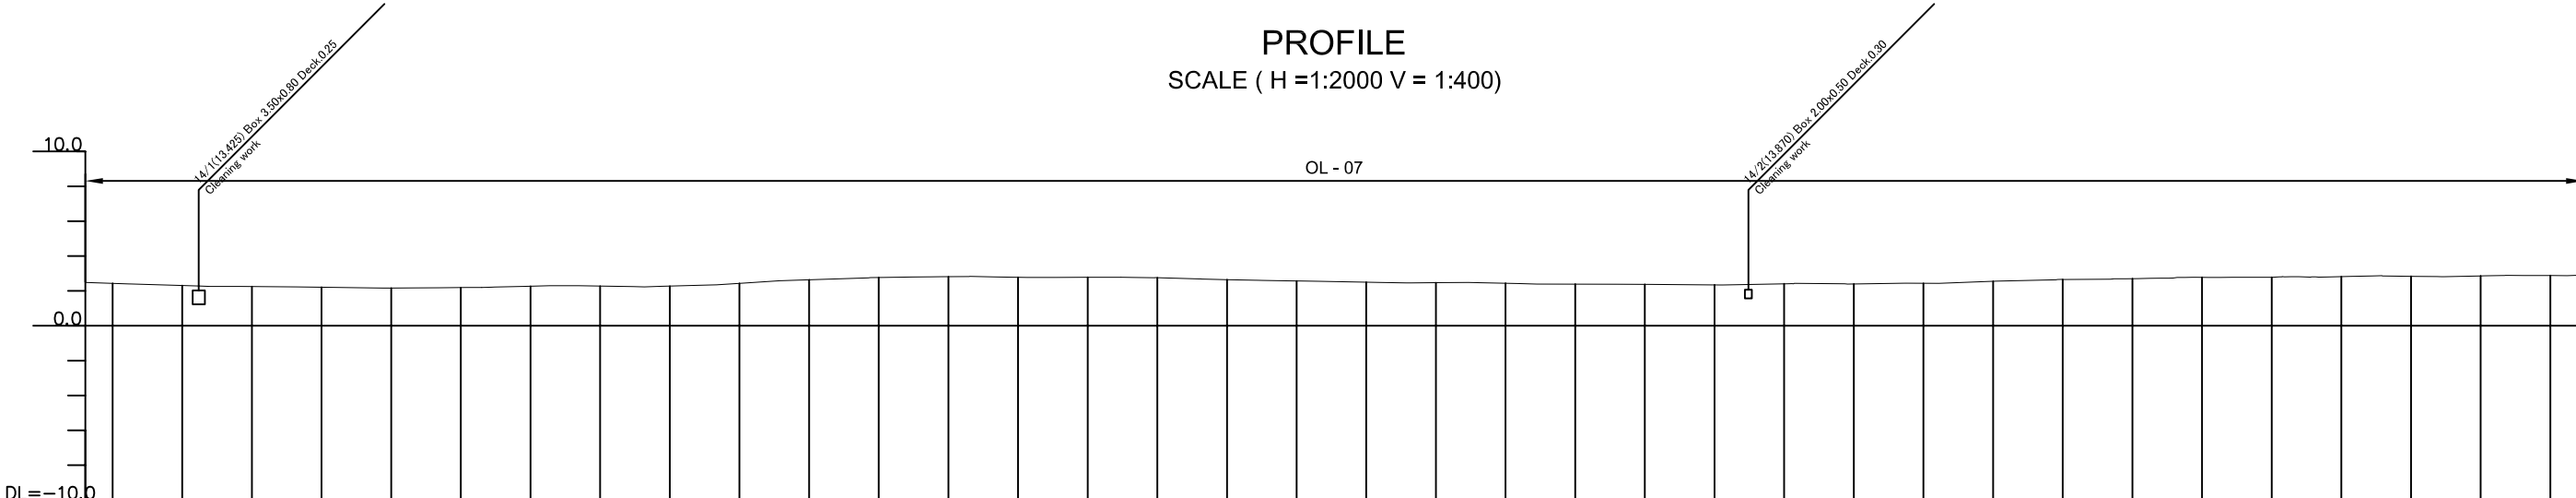 PROFILE
SCALE ( H =1:2000 V = 1:400)
14/1(13.425) Box 3.50x0.80 Deck.0.25
Cleaning work
14/2(13.870) Box 2.00x0.50 Deck.0.30
Cleaning work
10.0
OL - 07
0.0
DL=-10.0